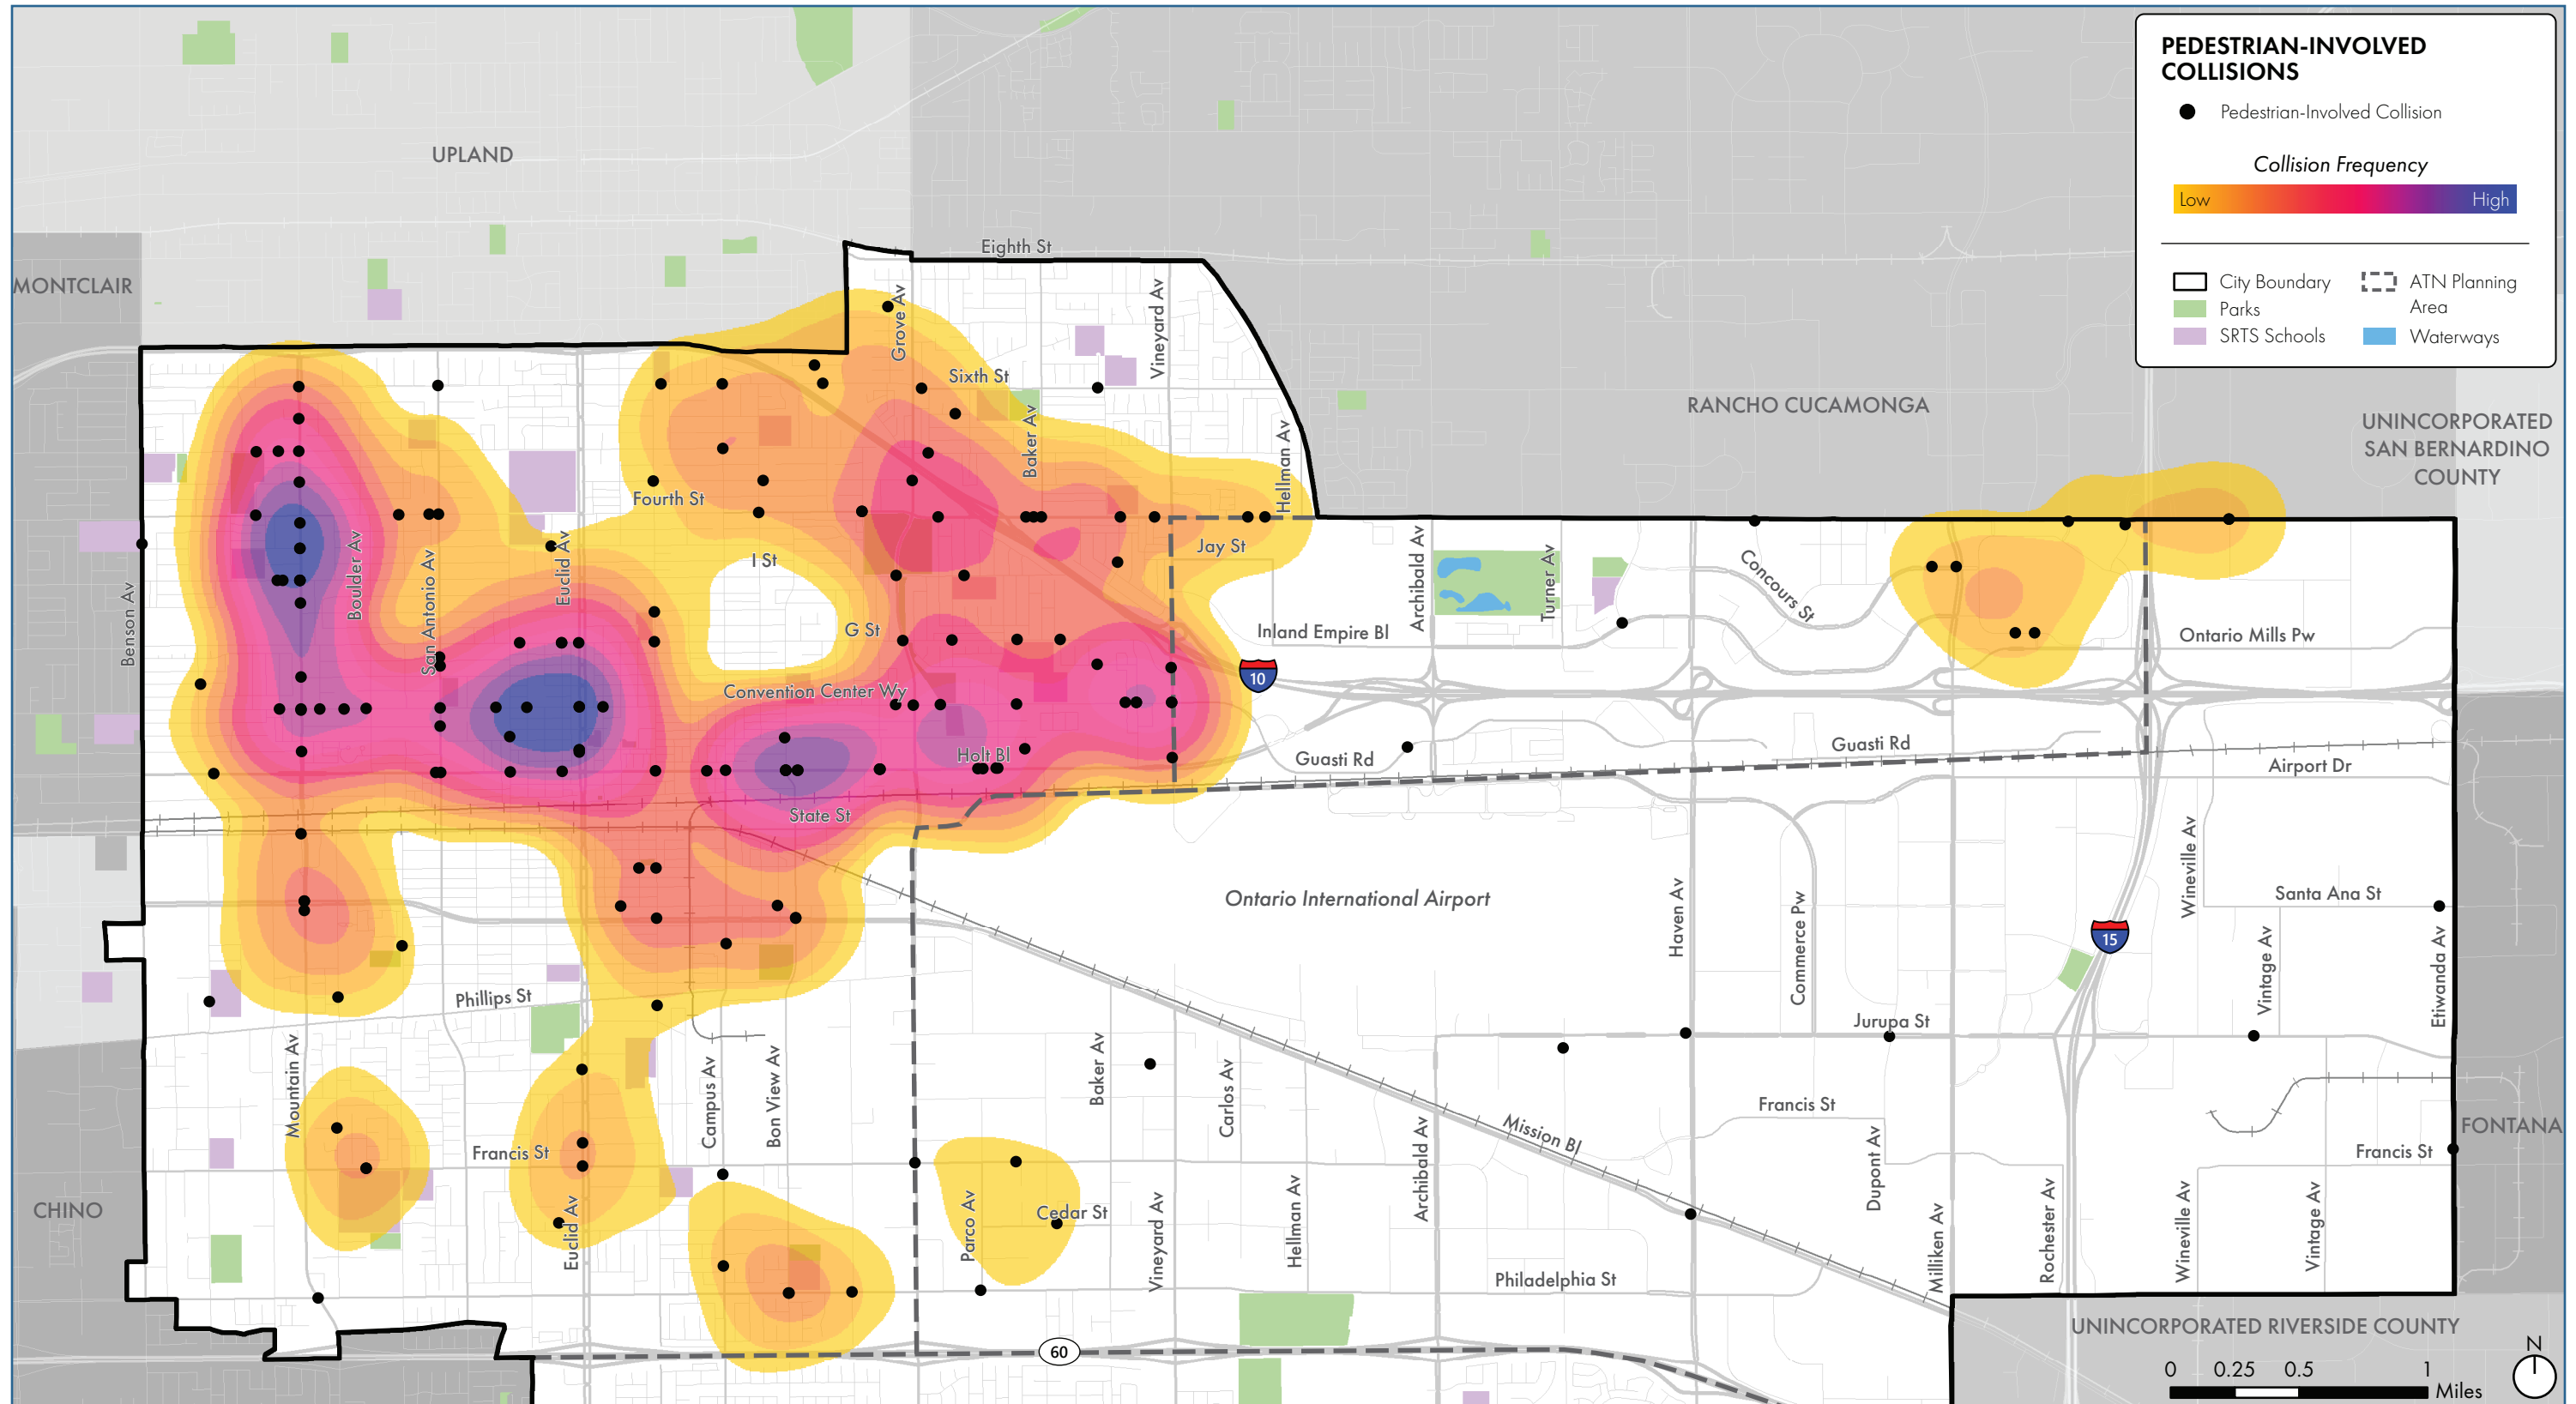 PEDESTRIAN-INVOLVED
COLLISIONS
Pedestrian-Involved Collision
Collision Frequency
Low
High
City Boundary
Parks
SRTS Schools
ATN Planning
Area
Waterways
UPLAND
MONTCLAIR
RANCHO CUCAMONGA
UNINCORPORATED
SAN BERNARDINO
COUNTY
Eighth St
Grove Av
Vineyard Av
Sixth St
Baker Av
Hellman Av
Fourth St
Jay St
I St
Boulder Av
San Antonio Av
Euclid Av
Benson Av
G St
Convention Center Wy
Holt Bl
State St
Inland Empire Bl
Archibald Av
Turner Av
Concours St
Ontario Mills Pw
10
Guasti Rd
Guasti Rd
Airport Dr
Ontario International Airport
Haven Av
Commerce Pw
Wineville Av
Santa Ana St
15
Vintage Av
Etiwanda Av
Phillips St
Jurupa St
Mountain Av
Campus Av
Bon View Av
Baker Av
Carlos Av
Francis St
Mission Bl
Francis St
Francis St
FONTANA
CHINO
Euclid Av
Parco Av
Cedar St
Vineyard Av
Hellman Av
Archibald Av
Dupont Av
Milliken Av
Rochester Av
Wineville Av
Vintage Av
Philadelphia St
60
UNINCORPORATED RIVERSIDE COUNTY
N
0 0.25 0.5 1
Miles